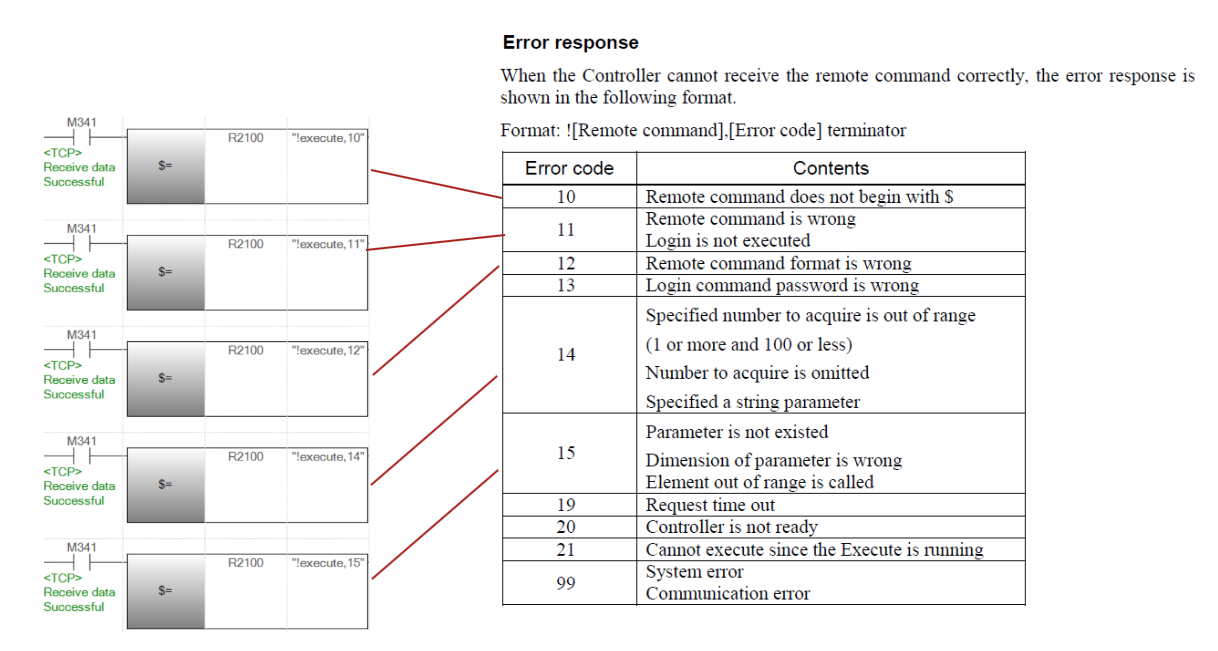 Error response
When the Controller cannot receive the remote command correctly, the error response is
shown in the following format.
Format: ![Remote command],[Error code] terminator
M341
<TCP>
Receive data
Successful
$= R2100 "!execute,10"
M341
<TCP>
Receive data
Successful
$= R2100 "!execute,11"
M341
<TCP>
Receive data
Successful
$= R2100 "!execute,12"
M341
<TCP>
Receive data
Successful
$= R2100 "!execute,14"
M341
<TCP>
Receive data
Successful
$= R2100 "!execute,15"
Error code Contents
10 Remote command does not begin with $
11 Remote command is wrong
Login is not executed
12 Remote command format is wrong
13 Login command password is wrong
14 Specified number to acquire is out of range
(1 or more and 100 or less)
Number to acquire is omitted
Specified a string parameter
15 Parameter is not existed
Dimension of parameter is wrong
Element out of range is called
19 Request time out
20 Controller is not ready
21 Cannot execute since the Execute is running
99 System error
Communication error